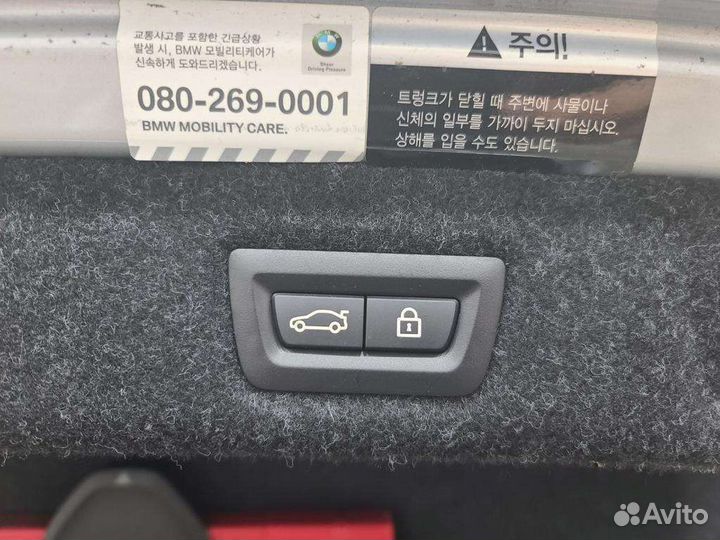 교통사고를 포함한 긴급상황
발생 시, BMW 모빌리티케어가
신속하게 도와드리겠습니다.
BMW
Sheer
Driving Pleasure
080-269-0001
BMW MOBILITY CARE.
주의!
트렁크가 닫힐 때 주변에 사물이나
신체의 일부를 가까이 두지 마십시오.
상해를 입을 수도 있습니다.
Avito